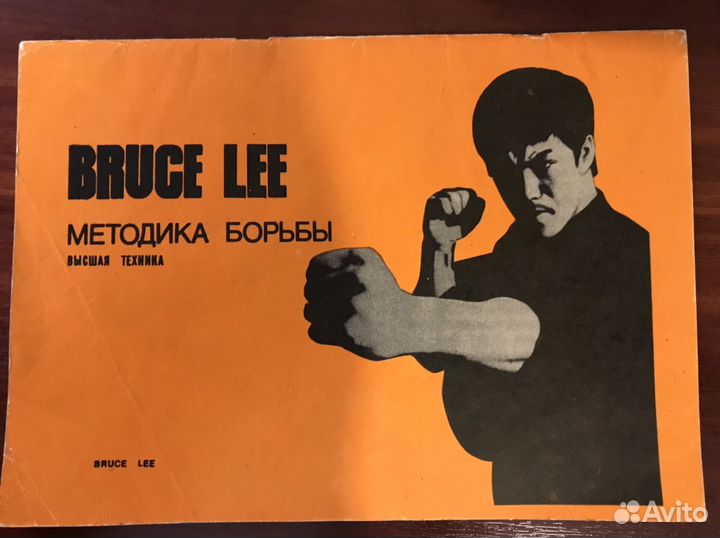 BRUCE LEE
МЕТОДИКА БОРЬБЫ
ВЫСШАЯ ТЕХНИКА
BRUCE LEE
Avito